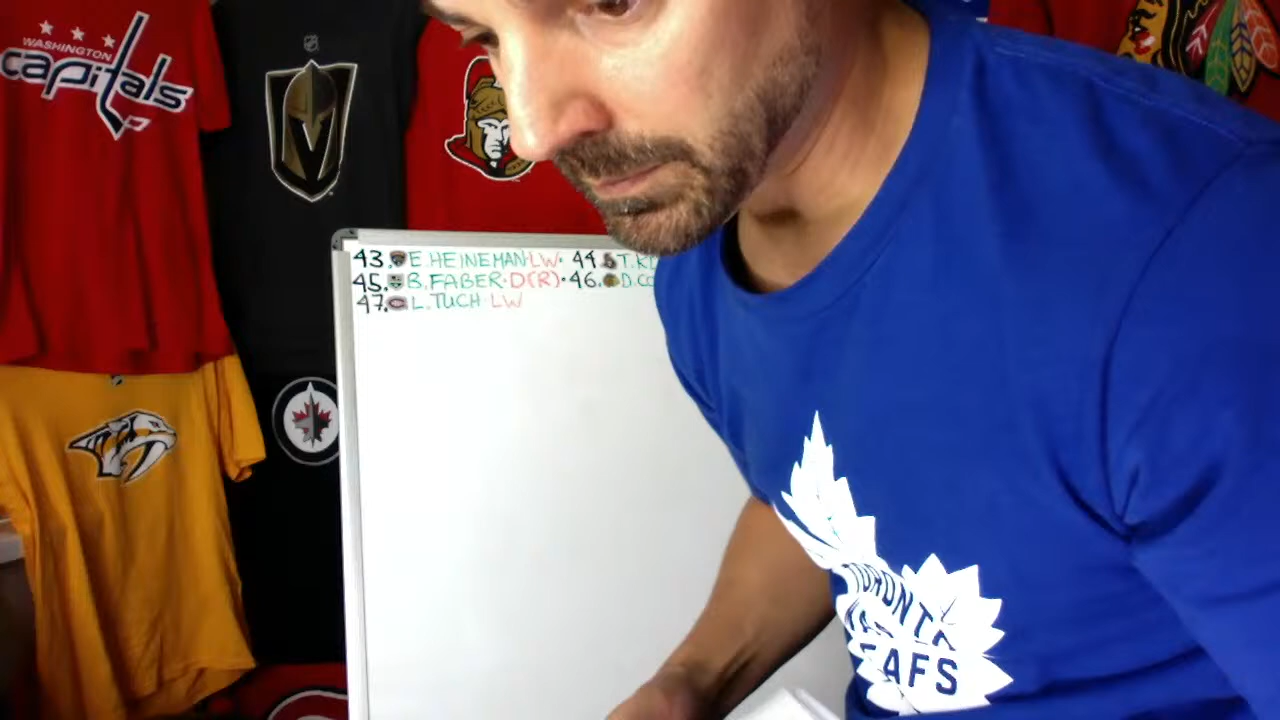 WASHINGTON
capitals
43. E. HEINEMAN·LW· 44. T.
45. B. FABER·D(R)·46. D.
47. L. TUCH·LW
TORONTO
LEAFS